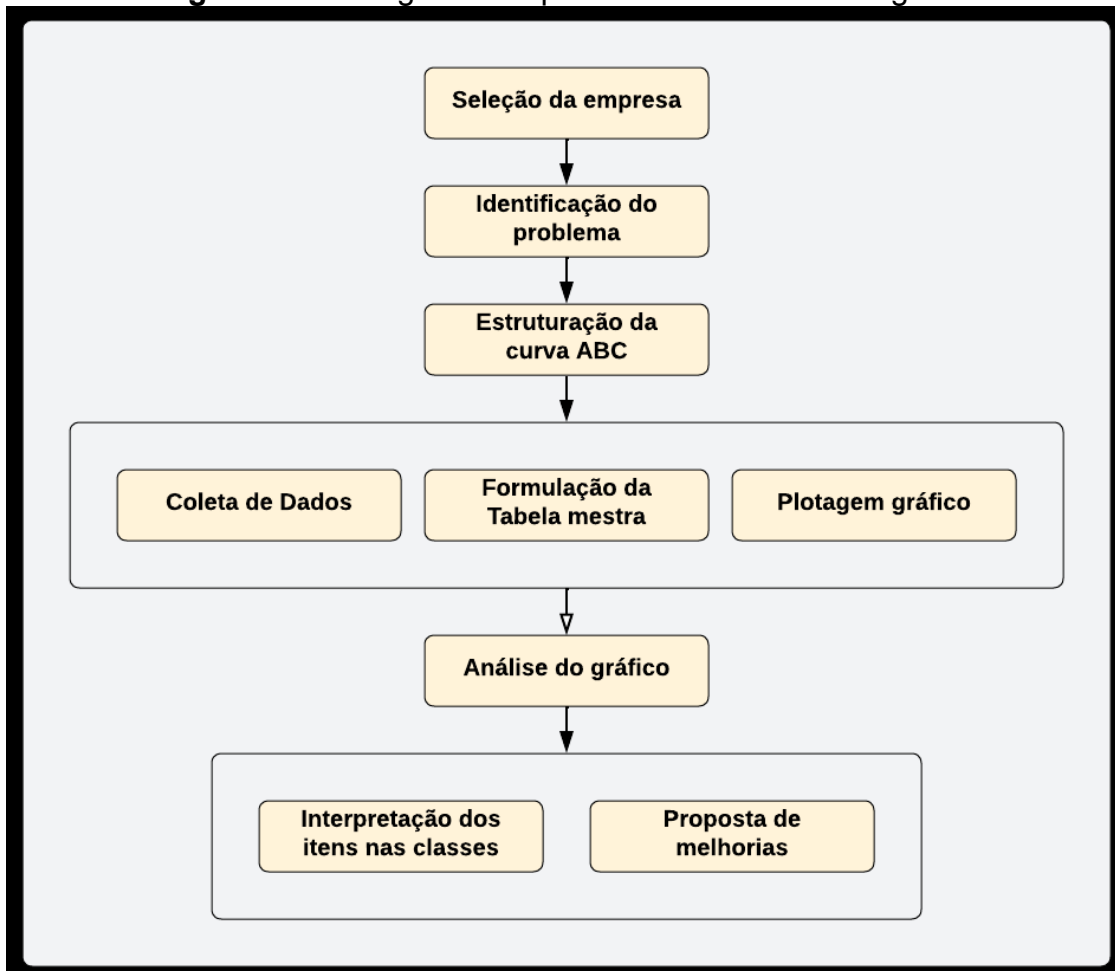 Seleção da empresa
Identificação do
problema
Estruturação da
curva ABC
Coleta de Dados
Formulação da
Tabela mestra
Plotagem gráfico
Análise do gráfico
Interpretação dos
itens nas classes
Proposta de
melhorias